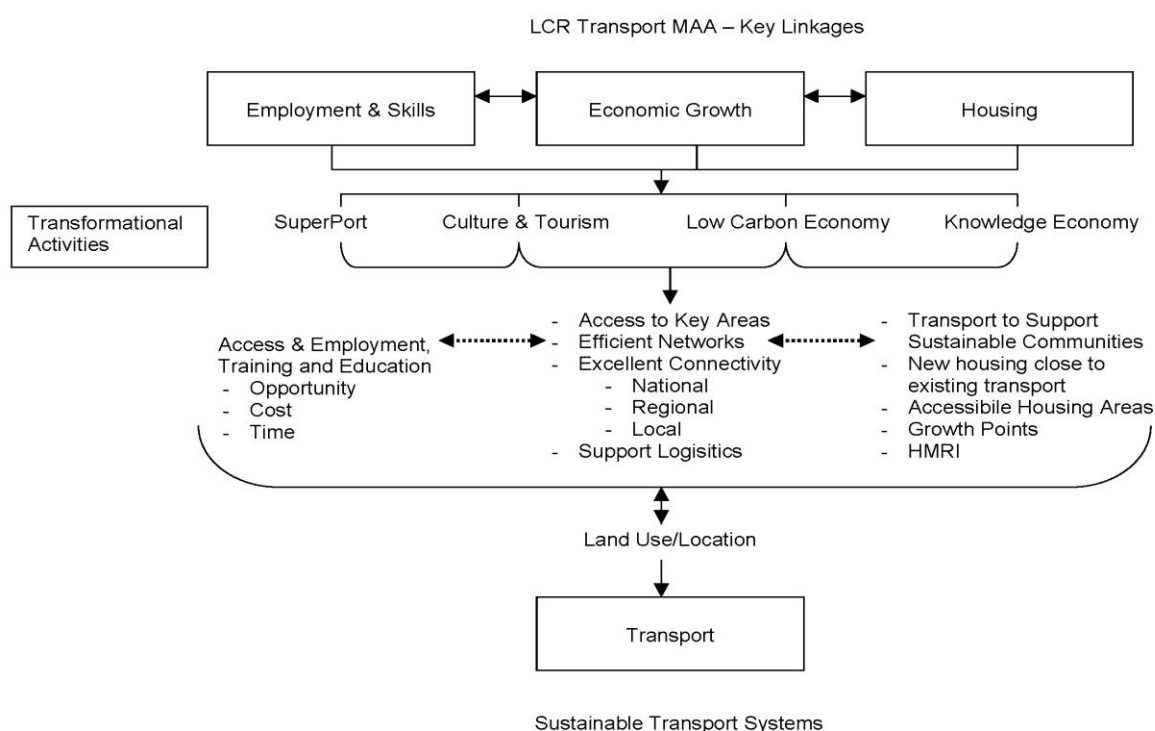 LCR Transport MAA – Key Linkages
Employment & Skills
Economic Growth
Housing
Transformational
Activities
SuperPort
Culture & Tourism
Low Carbon Economy
Knowledge Economy
Access & Employment,
Training and Education
- Opportunity
- Cost
- Time
- Access to Key Areas
- Efficient Networks
- Excellent Connectivity
- National
- Regional
- Local
- Support Logisitics
- Transport to Support
Sustainable Communities
- New housing close to
existing transport
- Accessibile Housing Areas
- Growth Points
- HMRI
Land Use/Location
Transport
Sustainable Transport Systems